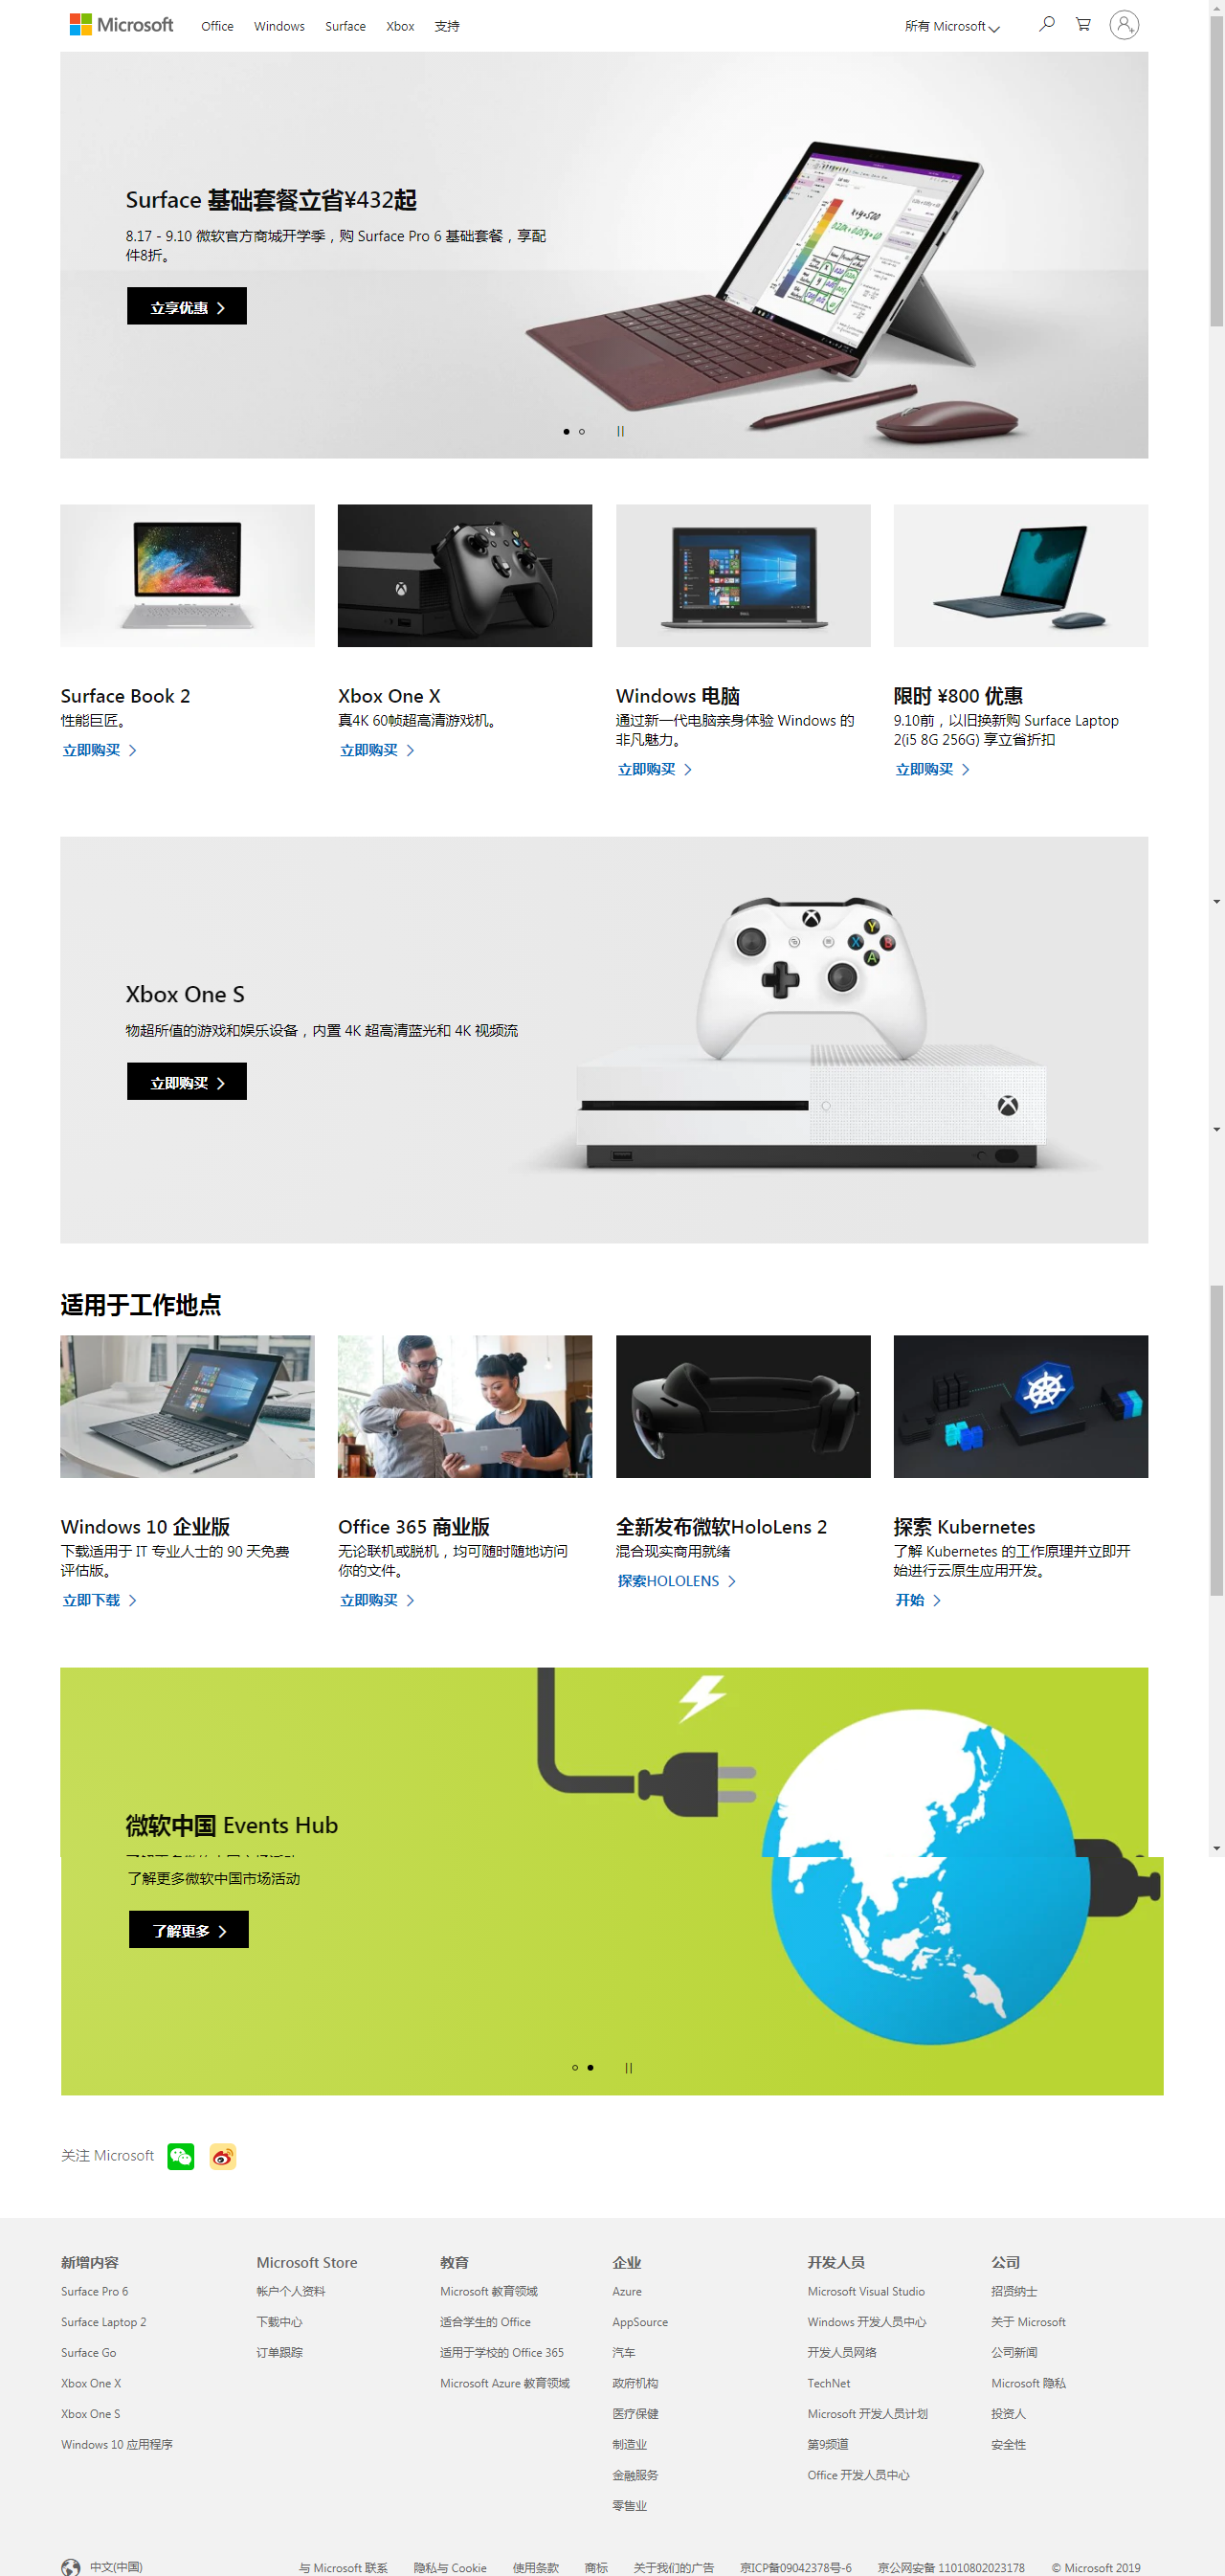 Microsoft
Office Windows Surface Xbox 支持 所有 Microsoft
Surface 基础套餐立省¥432起
8.17 - 9.10 微软官方商城开学季，购 Surface Pro 6 基础套餐，享配
件8折。
立享优惠
Surface Book 2
性能巨匠。
立即购买
Xbox One X
真4K 60帧超高清游戏机。
立即购买
Windows 电脑
通过新一代电脑亲身体验 Windows 的
非凡魅力。
立即购买
限时 ¥800 优惠
9.10前，以旧换新购 Surface Laptop
2(i5 8G 256G) 享立省折扣
立即购买
Xbox One S
物超所值的游戏和娱乐设备，内置 4K 超高清蓝光和 4K 视频流
立即购买
适用于工作地点
Windows 10 企业版
下载适用于 IT 专业人士的 90 天免费
评估版。
立即下载
Office 365 商业版
无论联机或脱机，均可随时随地访问
你的文件。
立即购买
全新发布微软HoloLens 2
混合现实商用就绪
探索HOLOLENS
探索 Kubernetes
了解 Kubernetes 的工作原理并立即开
始进行云原生应用开发。
开始
微软中国 Events Hub
了解更多微软中国市场活动
了解更多
关注 Microsoft
新增内容
Surface Pro 6
Surface Laptop 2
Surface Go
Xbox One X
Xbox One S
Windows 10 应用程序
Microsoft Store
帐户个人资料
下载中心
订单跟踪
教育
Microsoft 教育领域
适合学生的 Office
适用于学校的 Office 365
Microsoft Azure 教育领域
企业
Azure
AppSource
汽车
政府机构
医疗保健
制造业
金融服务
零售业
开发人员
Microsoft Visual Studio
Windows 开发人员中心
开发人员网络
TechNet
Microsoft 开发人员计划
第9频道
Office 开发人员中心
公司
招贤纳士
关于 Microsoft
公司新闻
Microsoft 隐私
投资人
安全性
中文(中国) 与 Microsoft 联系 隐私与 Cookie 使用条款 商标 关于我们的广告 京ICP备09042378号-6 京公网安备 11010802023178 © Microsoft 2019